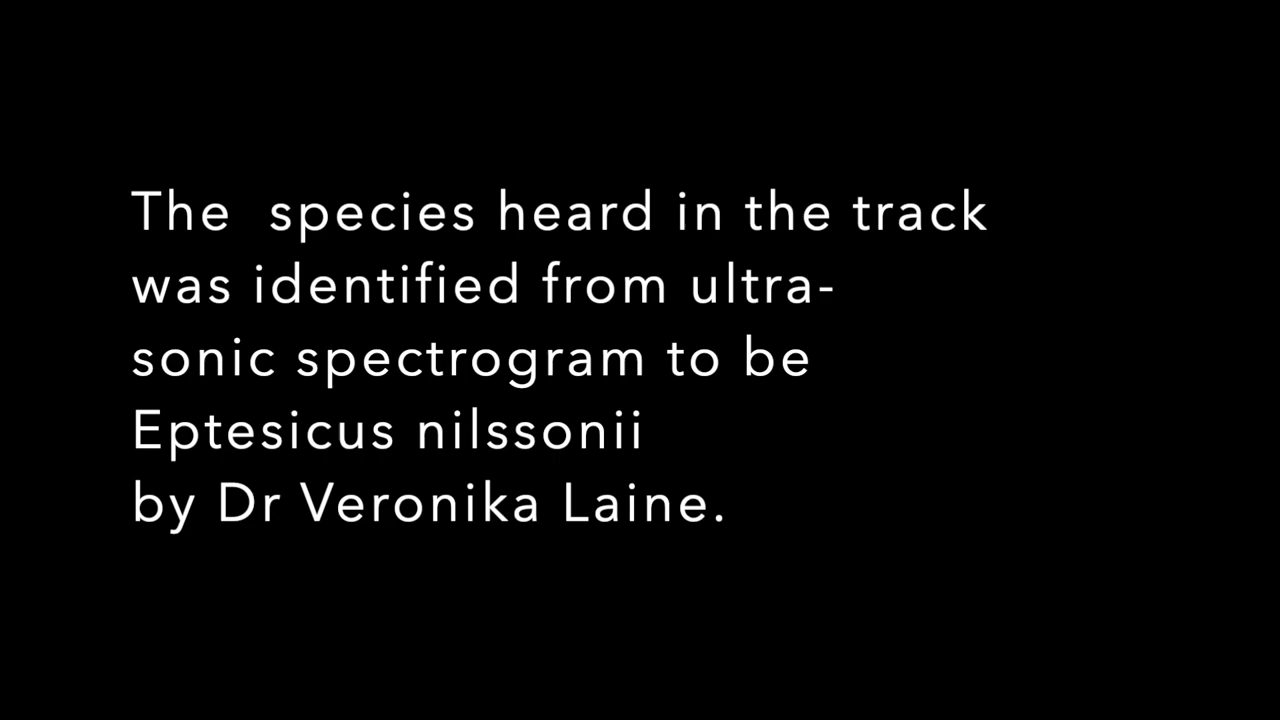 The  species heard in the track
was identified from ultra-
sonic spectrogram to be
Eptesicus nilssonii
by Dr Veronika Laine.